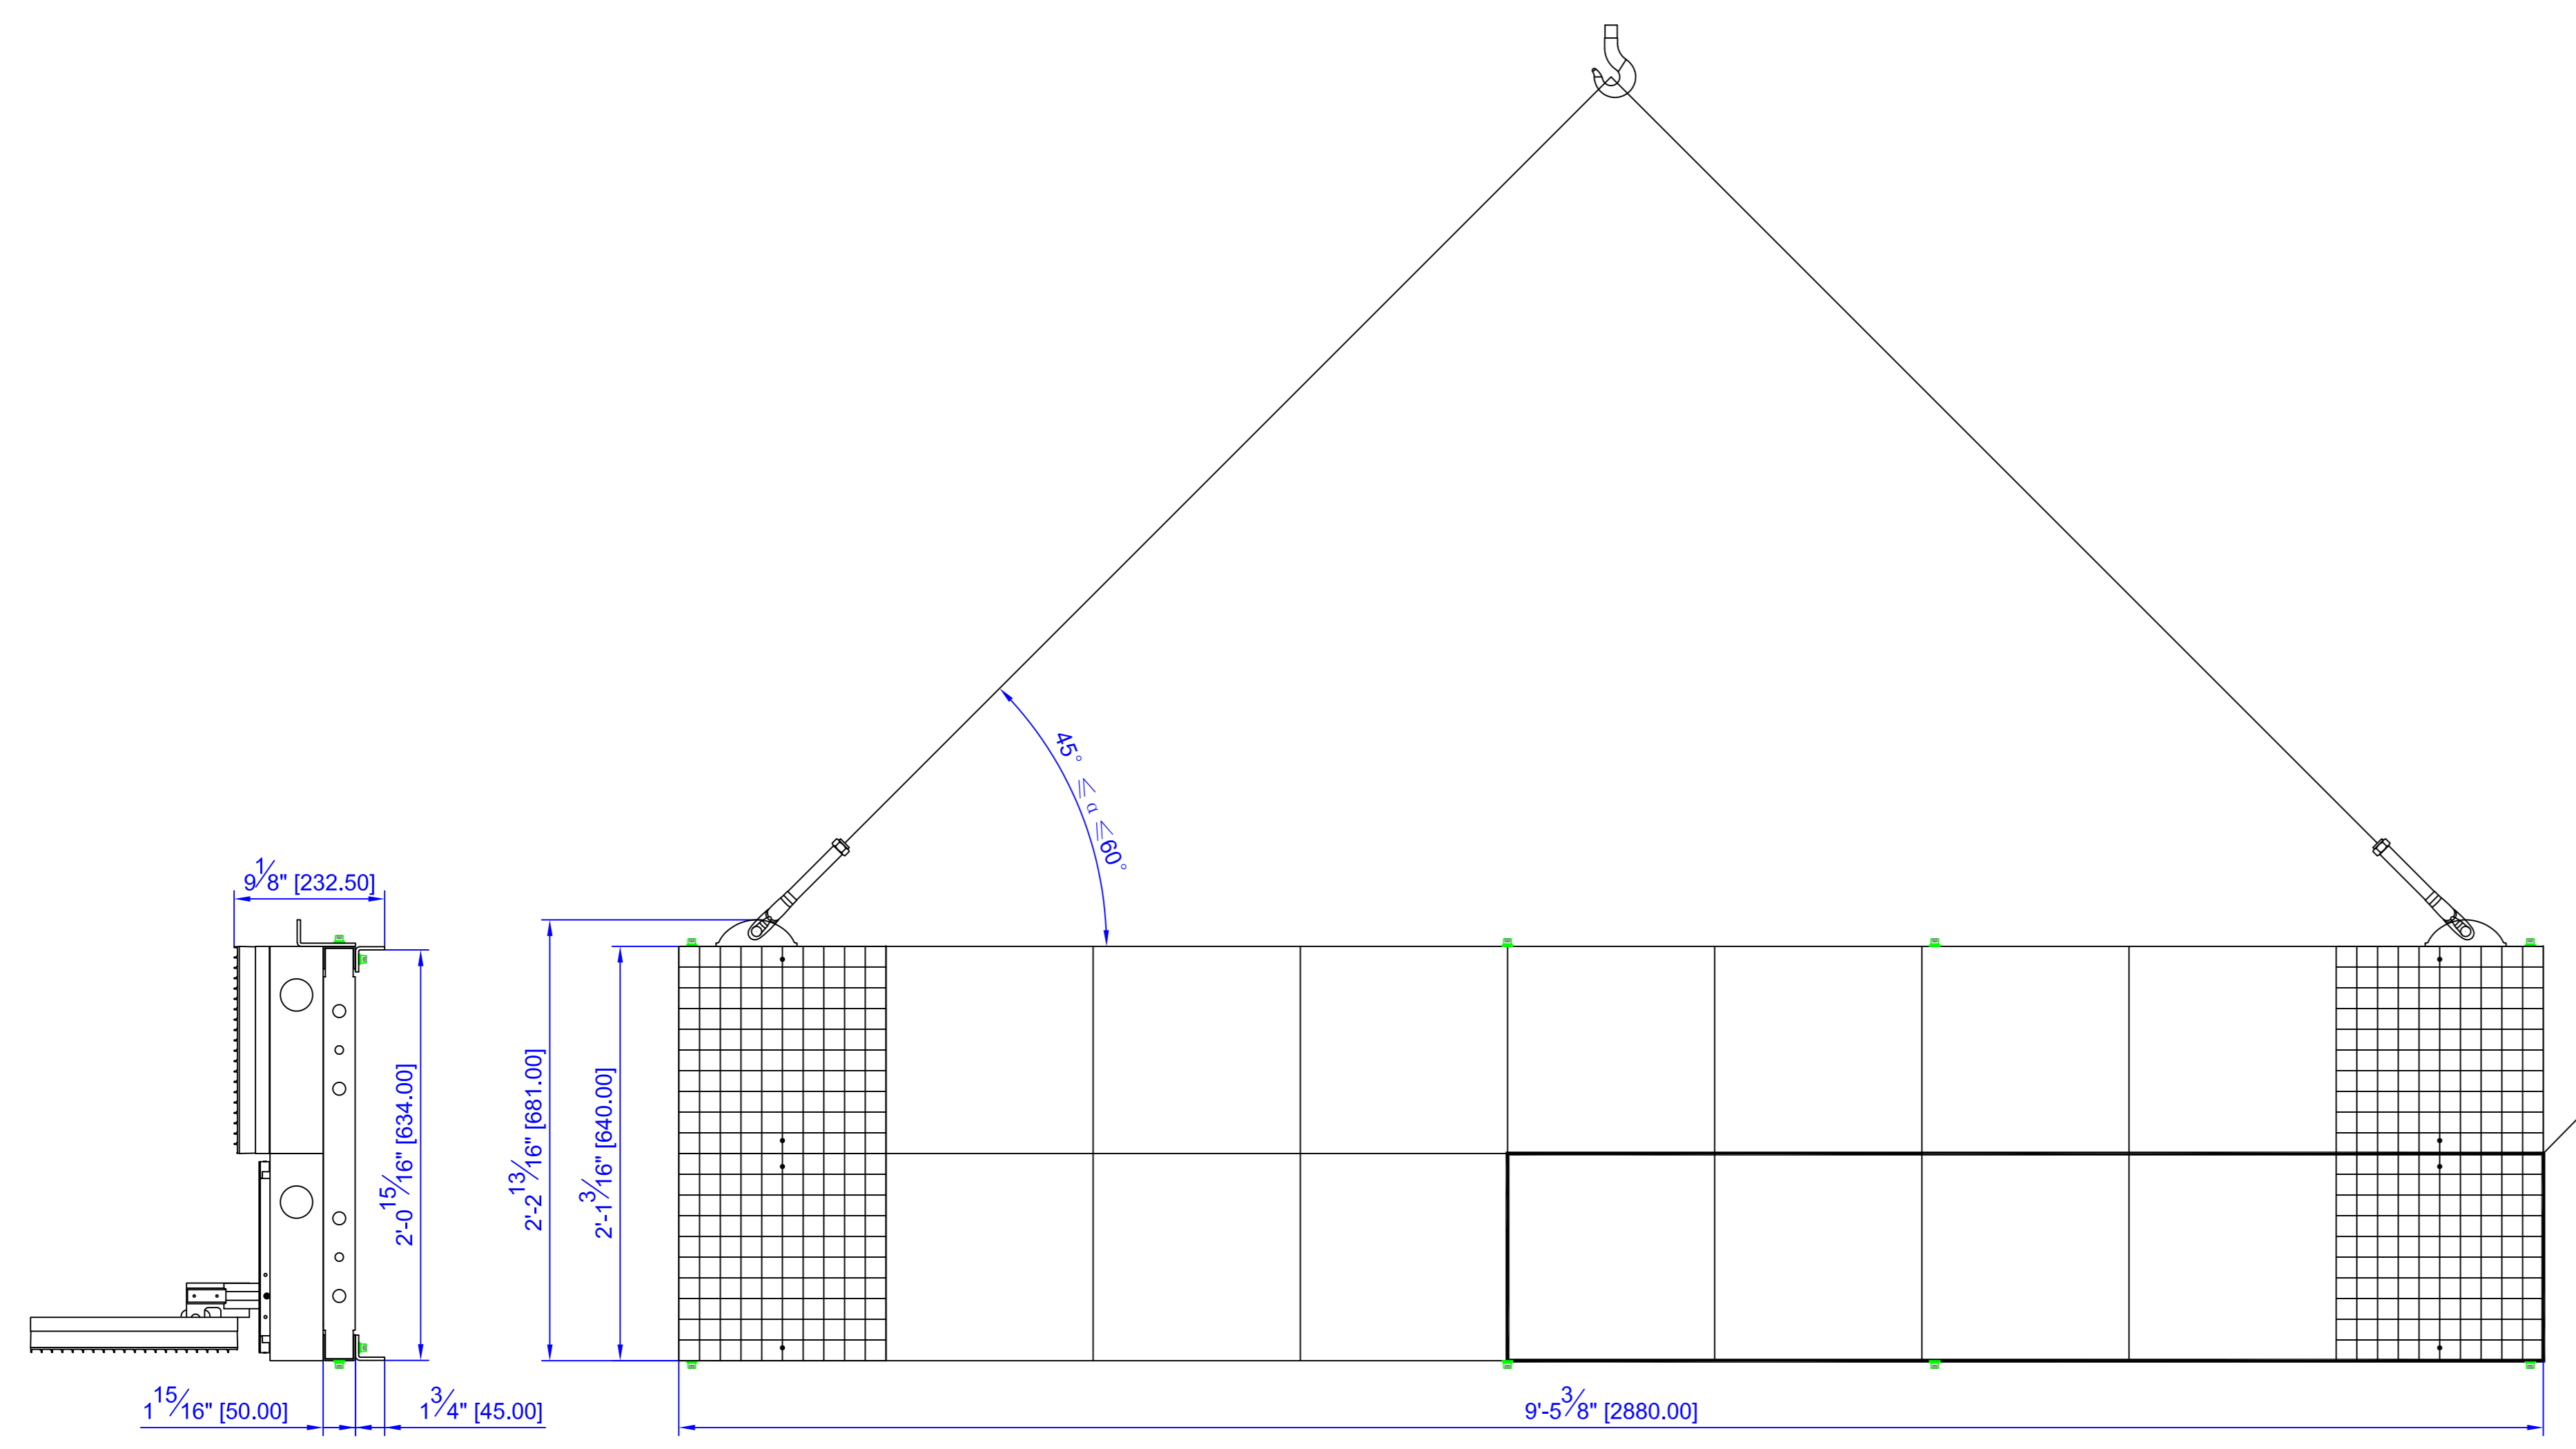 45° ≤ α ≤60°
9 1/8" [232.50]
2'-0 15/16" [634.00]
2'-2 13/16" [681.00]
2'-1 3/16" [640.00]
1 15/16" [50.00]
1 3/4" [45.00]
9'-5 3/8" [2880.00]